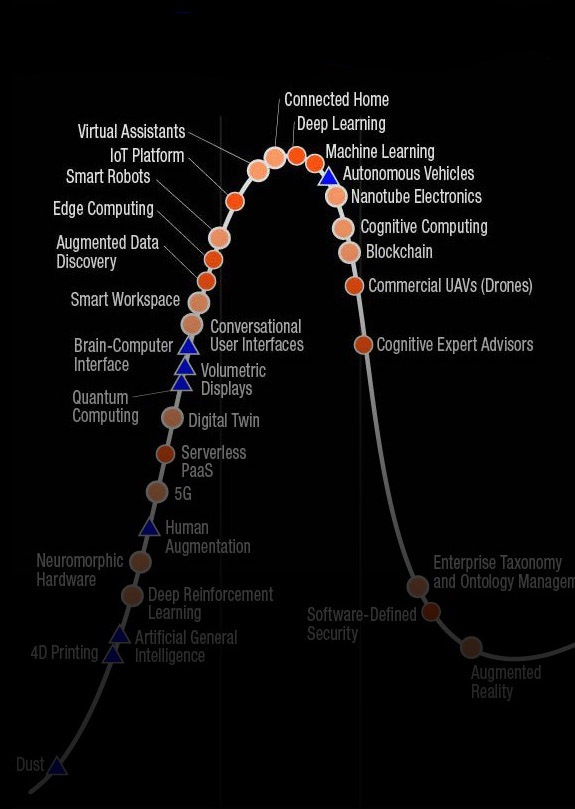 Connected Home
Deep Learning
Virtual Assistants
Machine Learning
IoT Platform
Autonomous Vehicles
Smart Robots
Nanotube Electronics
Edge Computing
Cognitive Computing
Augmented Data
Discovery
Blockchain
Commercial UAVs (Drones)
Smart Workspace
Conversational
User Interfaces
Brain-Computer
Interface
Cognitive Expert Advisors
Volumetric
Displays
Quantum
Computing
Digital Twin
Serverless
PaaS
5G
Human
Augmentation
Neuromorphic
Hardware
Enterprise Taxonomy
and Ontology Managem
Deep Reinforcement
Learning
Software-Defined
Security
Artificial General
Intelligence
4D Printing
Augmented
Reality
Dust